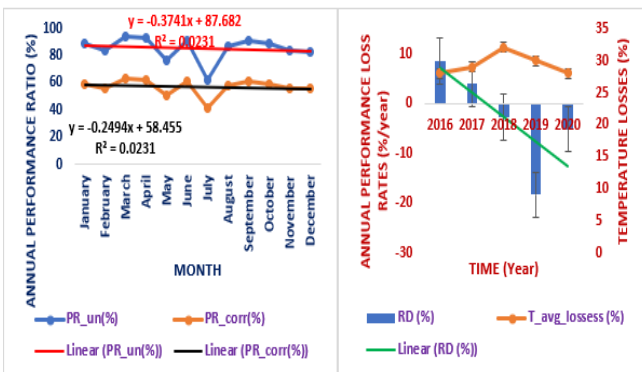 y = -0.3741x + 87.682
R² = 0.0231
ANNUAL PERFORMANCE RATIO (%)
100
80
60
40
20
0
y = -0.2494x + 58.455
R² = 0.0231
January
February
March
April
May
June
July
August
September
October
November
December
MONTH
PR_un(%)
PR_corr(%)
Linear (PR_un(%))
Linear (PR_corr(%))
ANNUAL PERFORMANCE LOSS
RATES (%/year)
10
0
-10
-20
-30
2016 2017 2018 2019 2020
35
30
25
20
15
10
5
0
TEMPERATURE LOSSES (%)
TIME (Year)
RD (%)
T_avg_lossess (%)
Linear (RD (%))